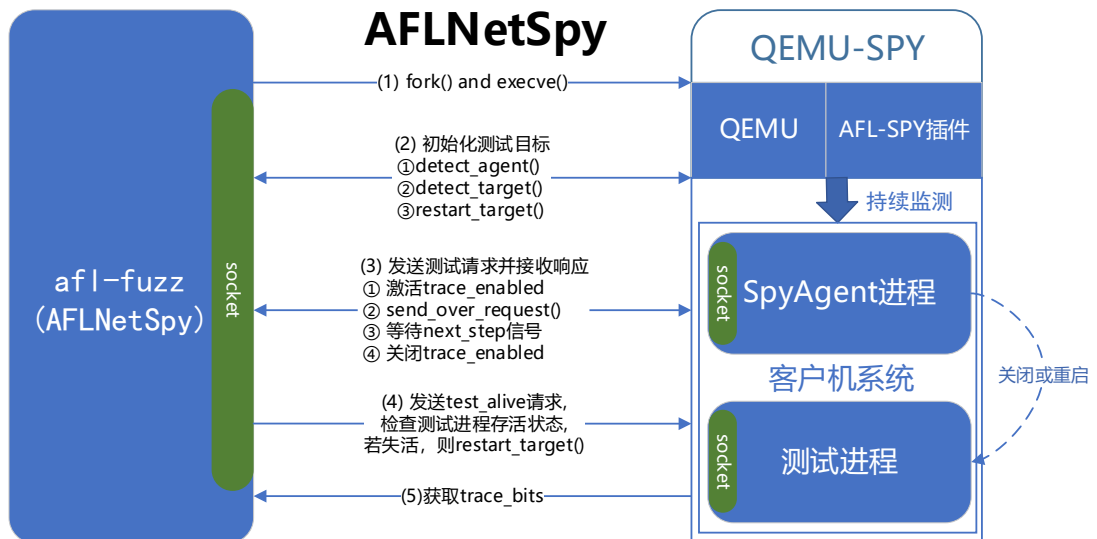 AFLNetSpy
QEMU-SPY
(1) fork() and execve()
QEMU
AFL-SPY插件
(2) 初始化测试目标
①detect_agent()
②detect_target()
③restart_target()
持续监测
afl-fuzz
(AFLNetSpy)
socket
(3) 发送测试请求并接收响应
① 激活trace_enabled
② send_over_request()
③ 等待next_step信号
④ 关闭trace_enabled
socket
SpyAgent进程
客户机系统
关闭或重启
(4) 发送test_alive请求,
检查测试进程存活状态,
若失活，则restart_target()
socket
测试进程
(5)获取trace_bits